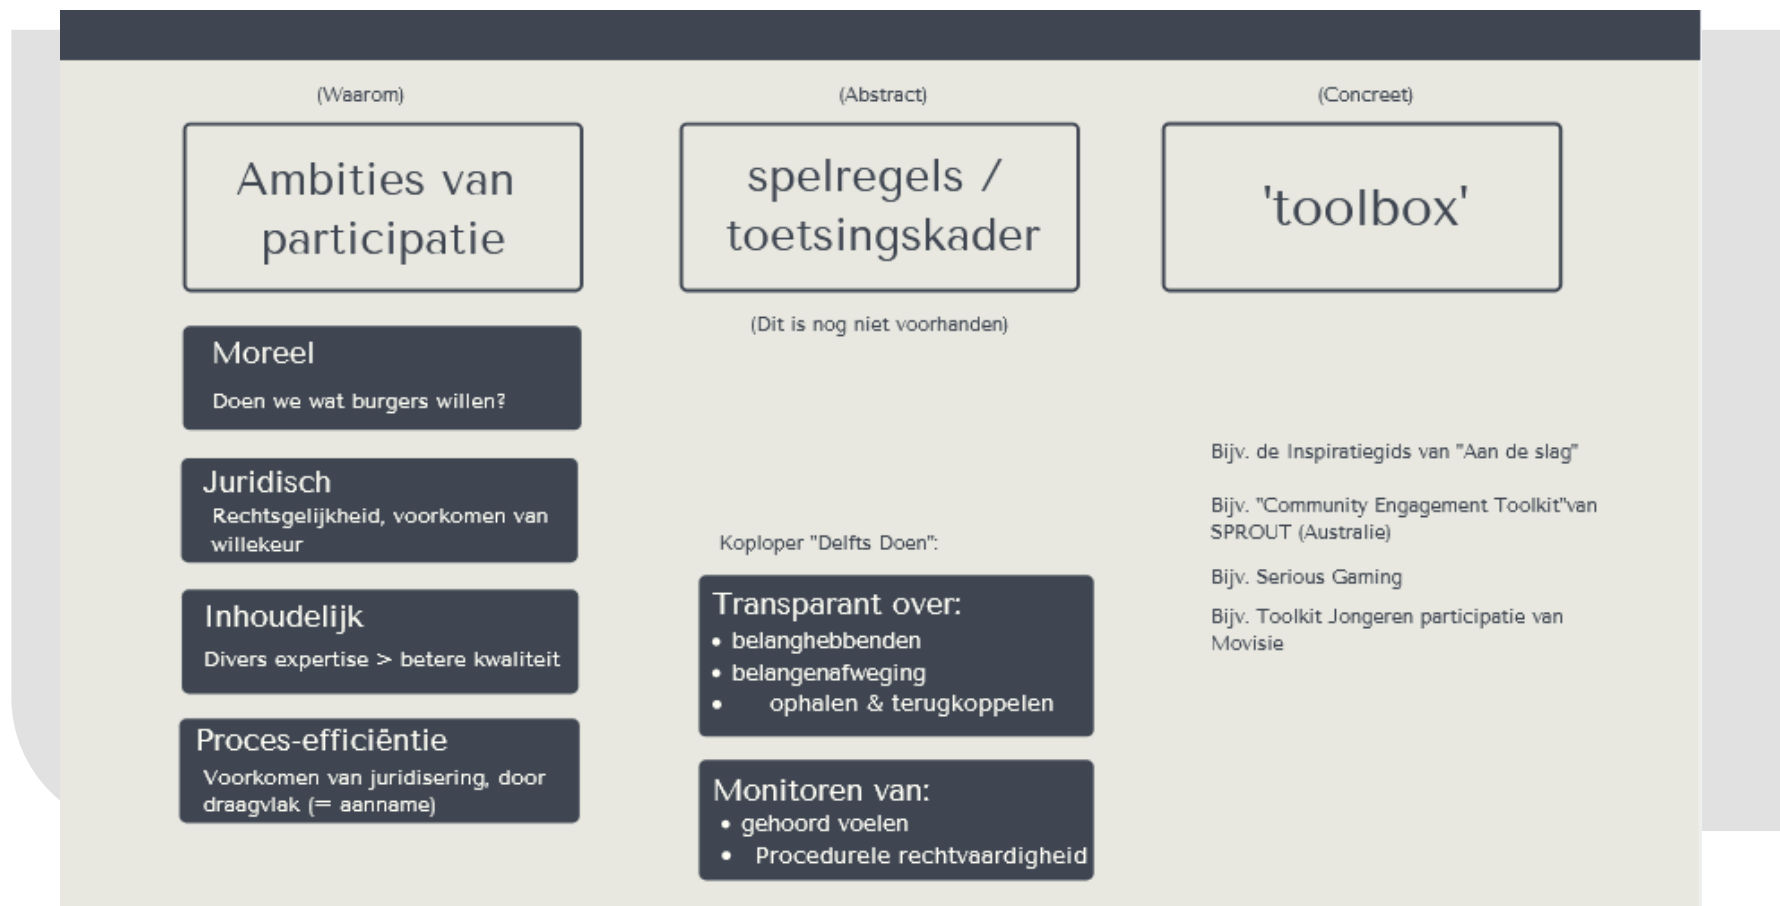 (Waarom)
Ambities van
participatie
Moreel
Doen we wat burgers willen?
Juridisch
Rechtsgelijkheid, voorkomen van
willekeur
Inhoudelijk
Divers expertise > betere kwaliteit
Proces-efficiëntie
Voorkomen van juridisering, door
draagvlak (= aanname)
(Abstract)
spelregels /
toetsingskader
(Dit is nog niet voorhanden)
Koploper "Delfts Doen":
Transparant over:
• belanghebbenden
• belangenafweging
• ophalen & terugkoppelen
Monitoren van:
• gehoord voelen
• Procedurele rechtvaardigheid
(Concreet)
'toolbox'
Bijv. de Inspiratiegids van "Aan de slag"
Bijv. "Community Engagement Toolkit"van
SPROUT (Australie)
Bijv. Serious Gaming
Bijv. Toolkit Jongeren participatie van
Movisie